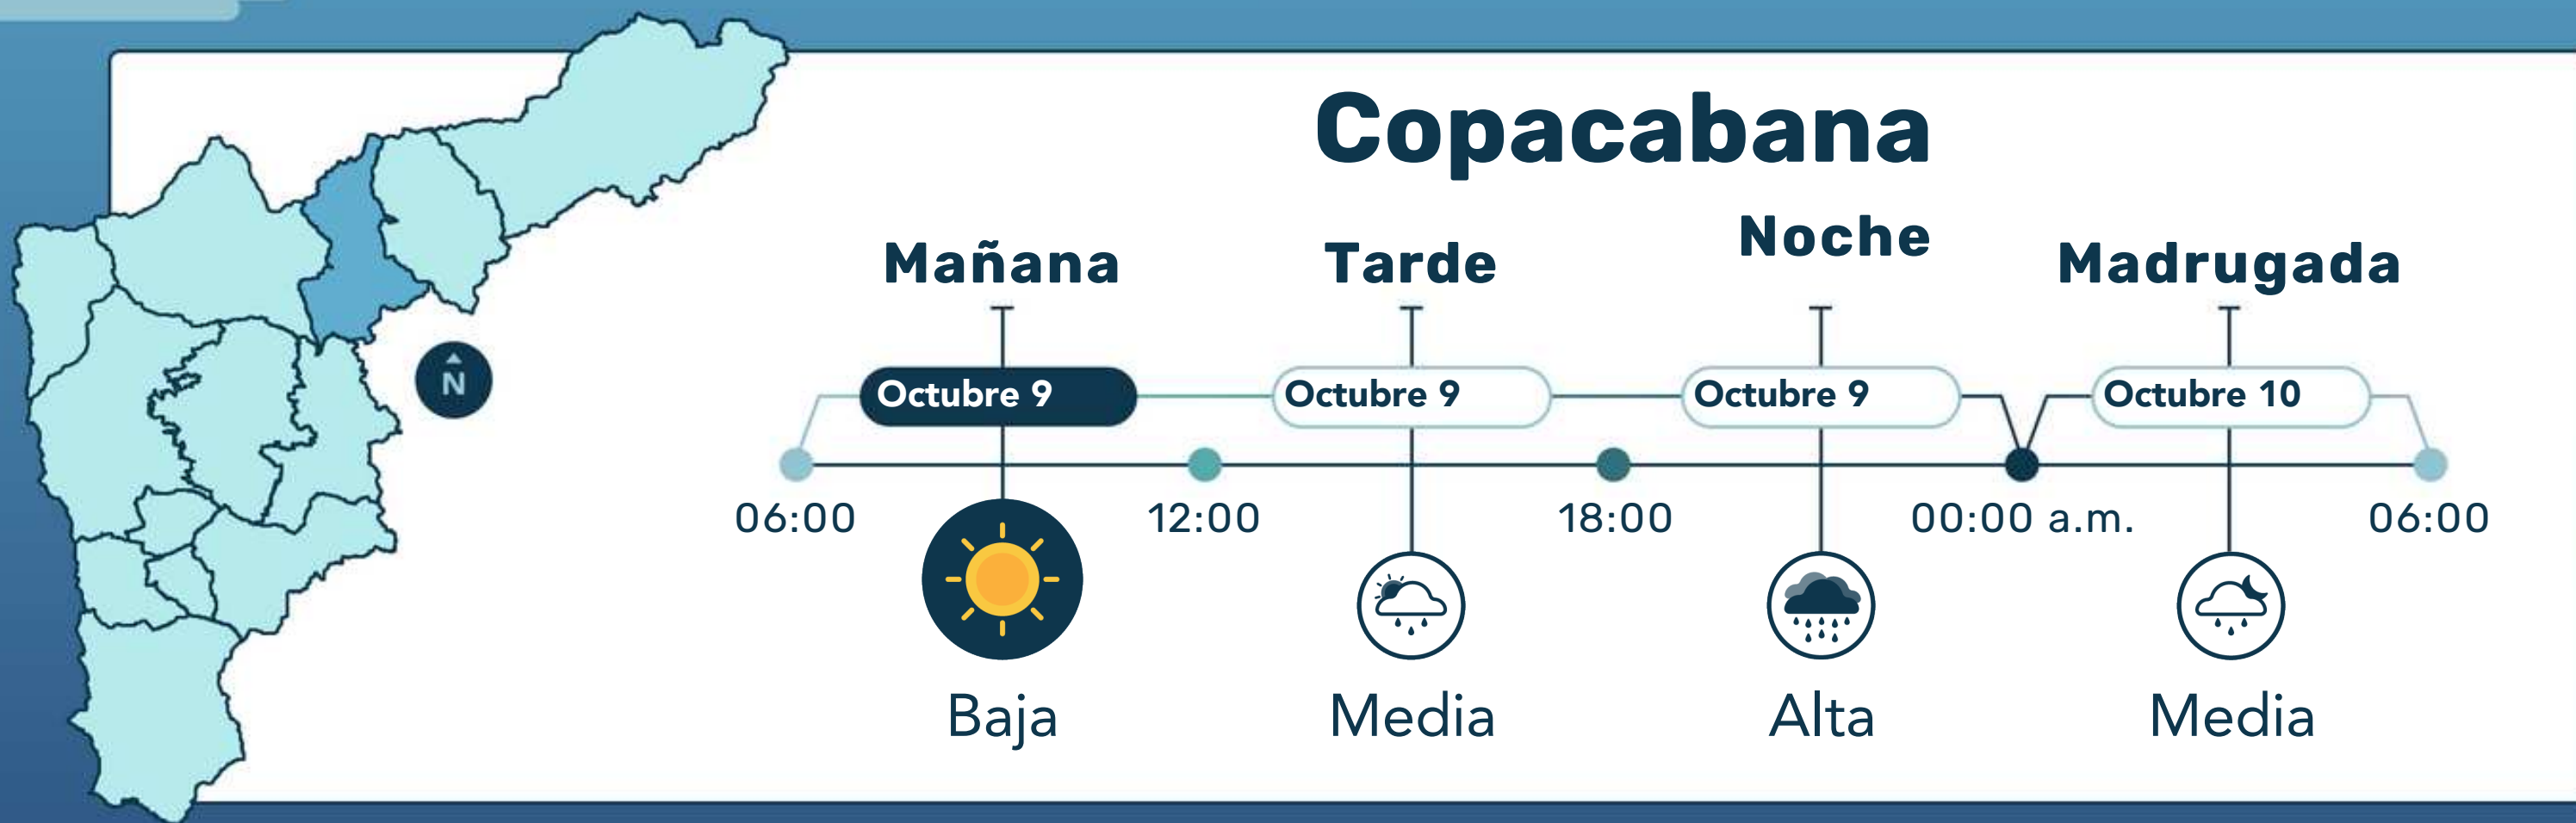 Copacabana
Mañana
Tarde
Noche
Madrugada
Octubre 9
Octubre 9
Octubre 9
Octubre 10
N
06:00
12:00
18:00
00:00 a.m.
06:00
Baja
Media
Alta
Media